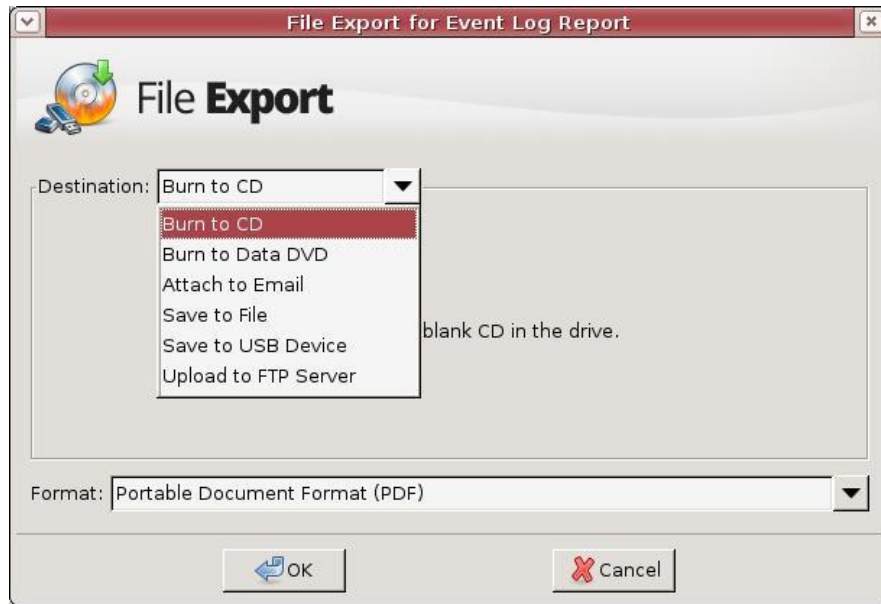 File Export for Event Log Report
File Export
Destination: Burn to CD
Burn to CD
Burn to Data DVD
Attach to Email
Save to File
blank CD in the drive.
Save to USB Device
Upload to FTP Server
Format: Portable Document Format (PDF)
OK
Cancel